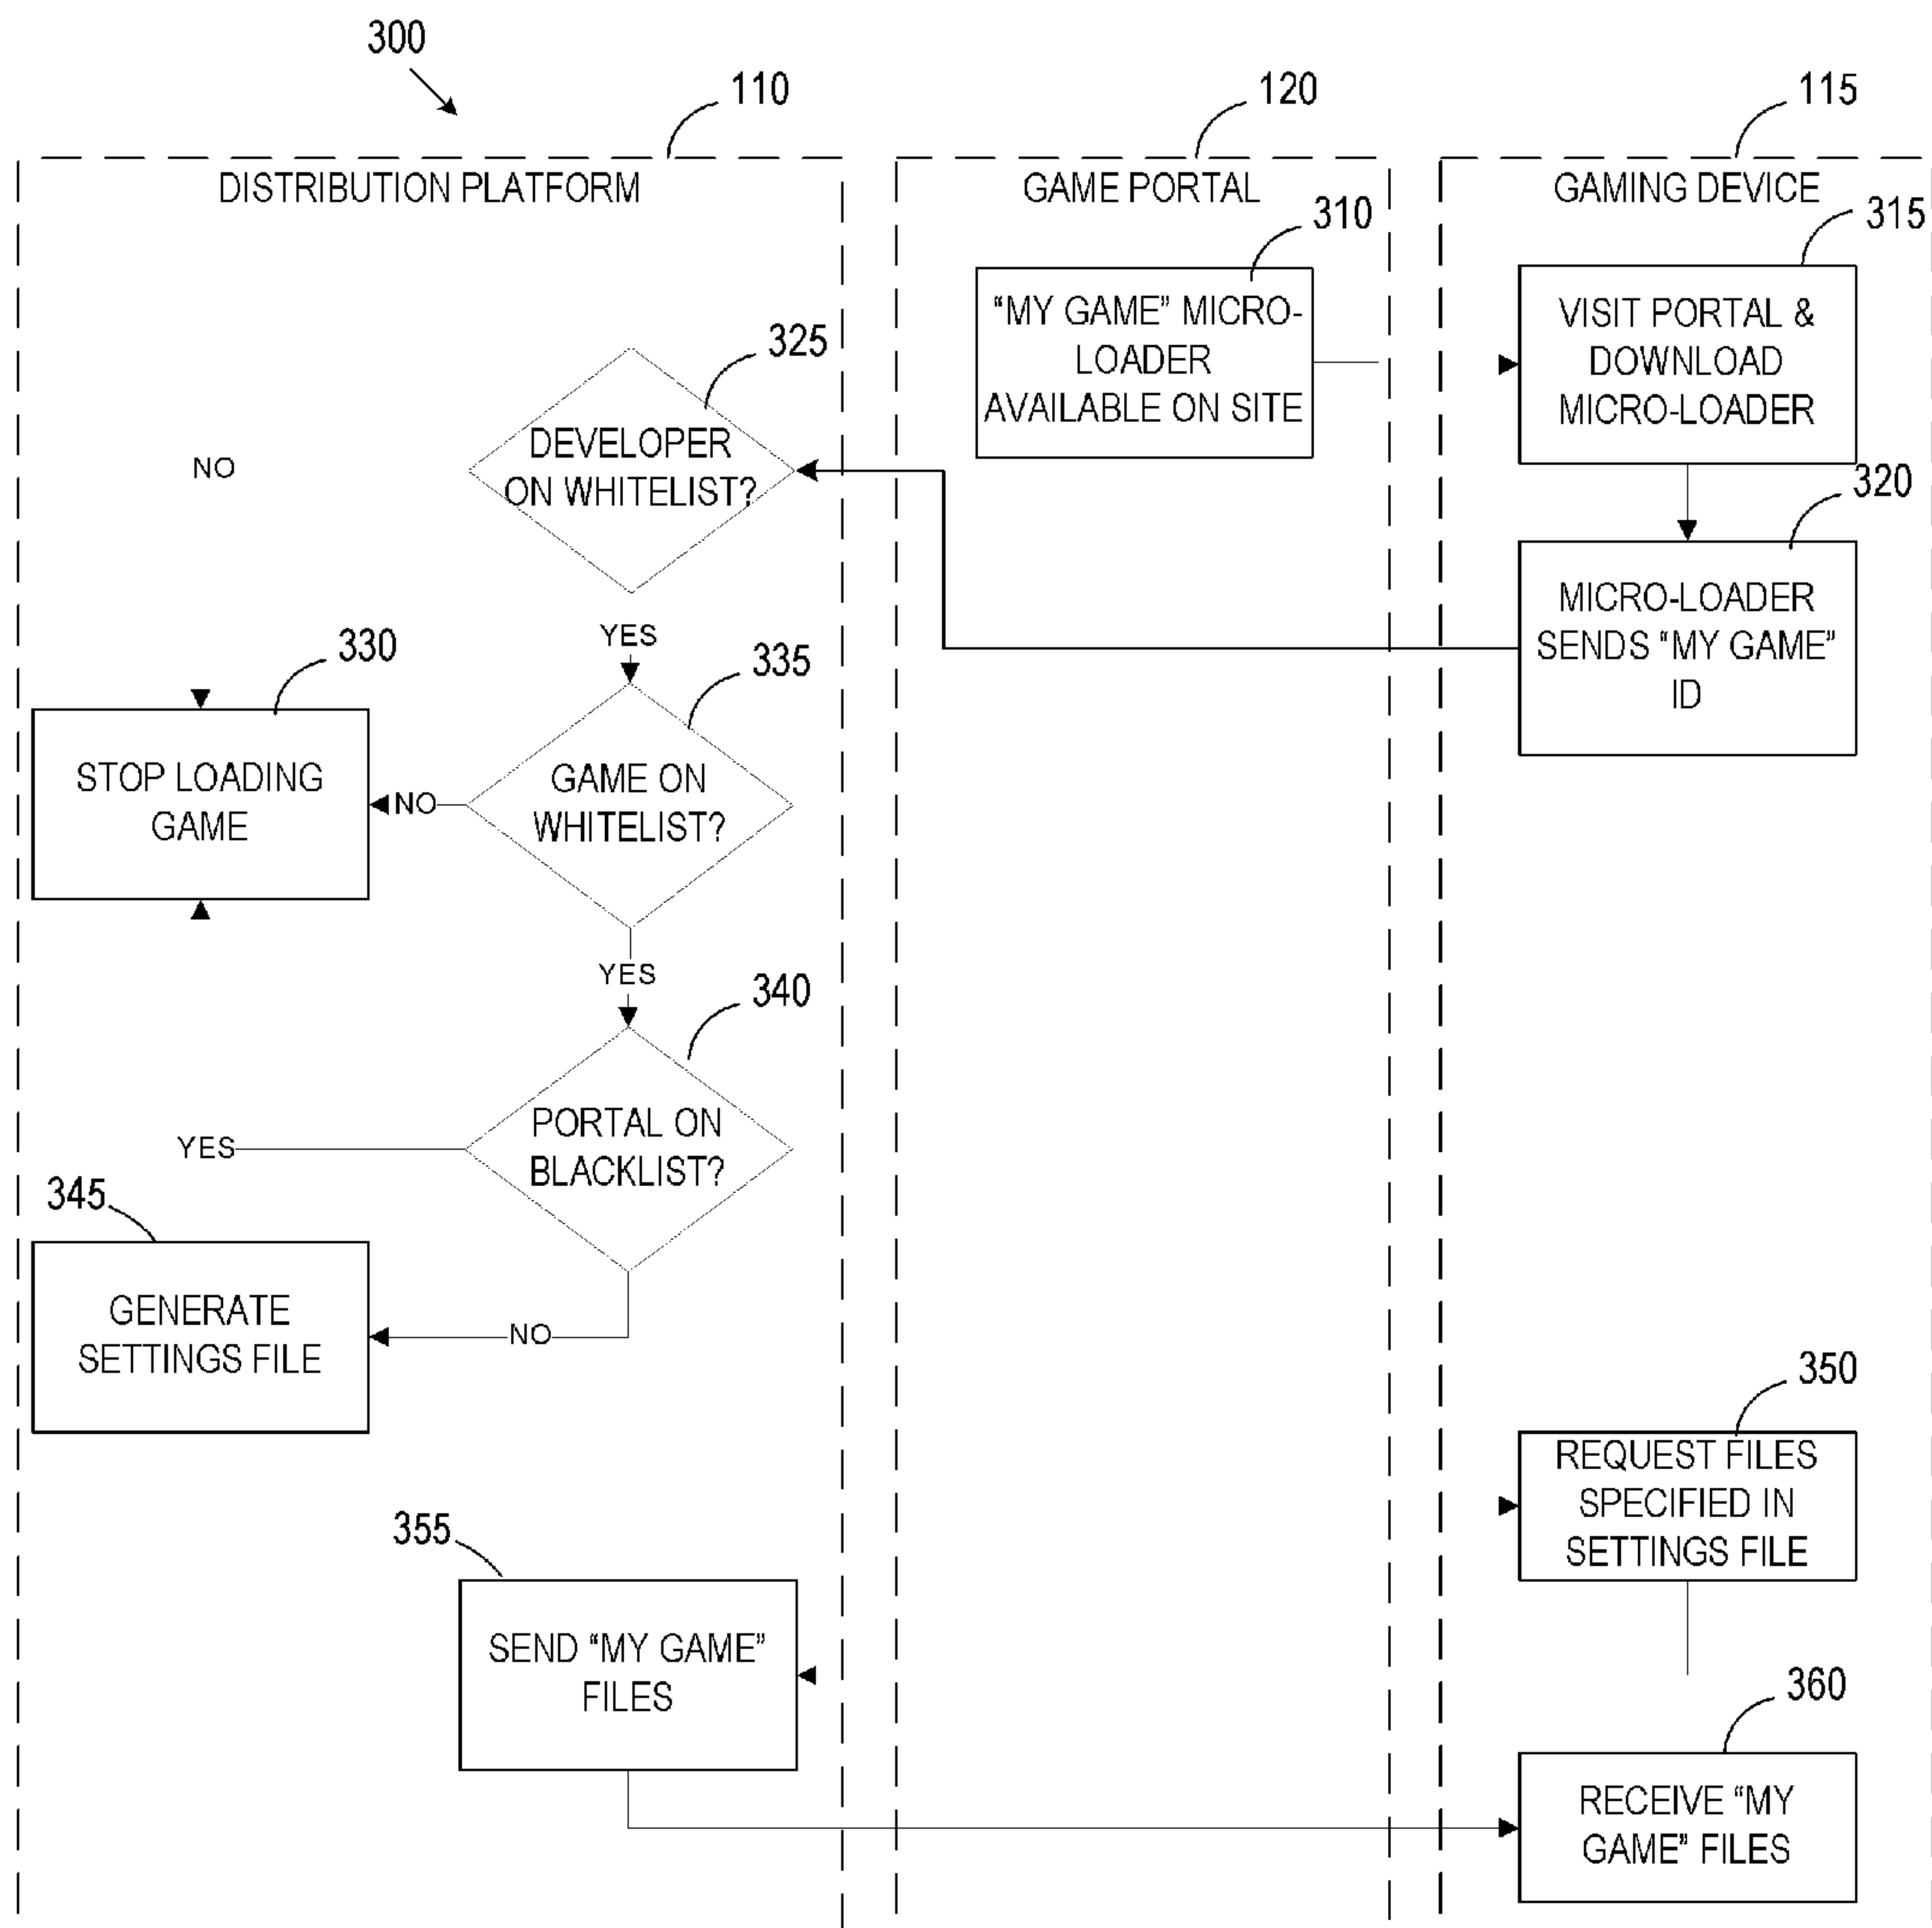 300
110
120
115
DISTRIBUTION PLATFORM
GAME PORTAL
GAMING DEVICE
310
315
“MY GAME” MICRO-
LOADER
AVAILABLE ON SITE
VISIT PORTAL &
DOWNLOAD
MICRO-LOADER
325
DEVELOPER
ON WHITELIST?
NO
320
MICRO-LOADER
SENDS “MY GAME”
ID
YES
330
335
STOP LOADING
GAME
NO
GAME ON
WHITELIST?
YES
340
PORTAL ON
BLACKLIST?
YES
345
GENERATE
SETTINGS FILE
NO
350
REQUEST FILES
SPECIFIED IN
SETTINGS FILE
355
SEND “MY GAME”
FILES
360
RECEIVE “MY
GAME” FILES